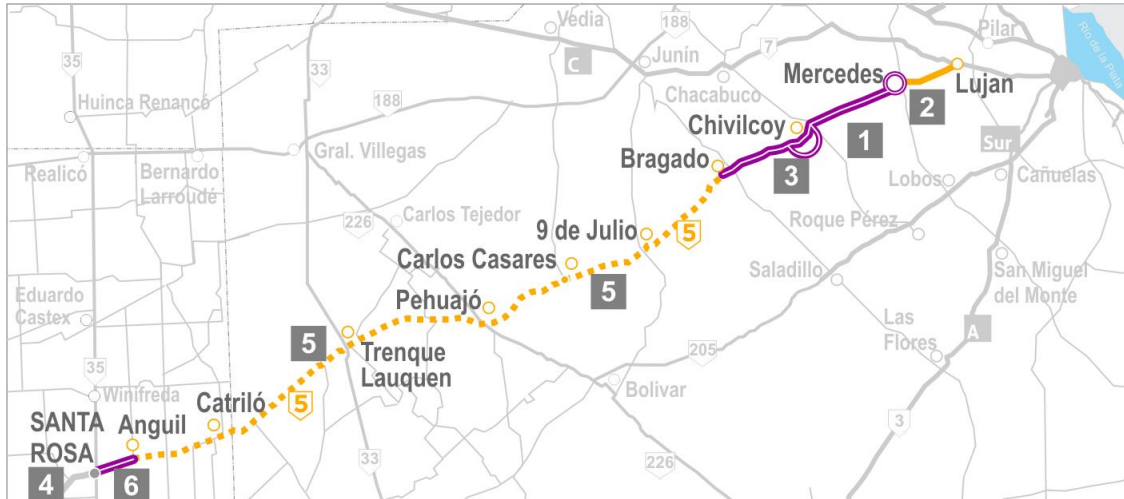 Vedia
188
Pilar
Rio de la Plata
35
33
C
Junín
7
Mercedes
Lujan
Huinca Renancó
188
Chacabuco
2
Chivilcoy
1
Sur
Bragado
3
Realicó
Bernardo
Larroudé
Gral. Villegas
Lobos
Cañuelas
226
Carlos Tejedor
9 de Julio
5
Roque Pérez
Carlos Casares
5
Saladillo
San Miguel
del Monte
Eduardo
Castex
Pehuajó
5
Trenque
Lauquen
Las
Flores
A
35
205
Winifreda
Bolivar
Catriló
5
SANTA
ROSA
Anguil
3
4
6
33
226